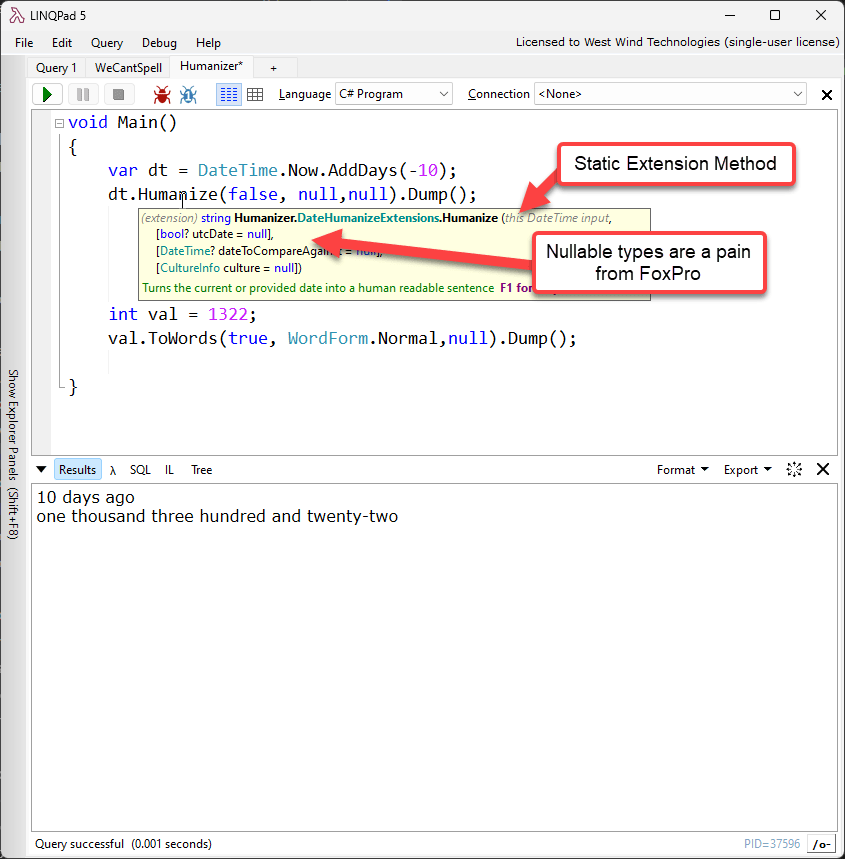 LINQPad 5
File Edit Query Debug Help Licensed to West Wind Technologies (single-user license)
Query 1 WeCantSpell Humanizer* +
Language C# Program Connection <None>
void Main()
{
var dt = DateTime.Now.AddDays(-10);
Static Extension Method
dt.Humanize(false, null,null).Dump();
(extension) string Humanizer.DateHumanizeExtensions.Humanize (this DateTime input,
[bool? utcDate = null],
[DateTime? dateToCompareAgainst = null],
[CultureInfo culture = null])
Turns the current or provided date into a human readable sentence F1 for
Nullable types are a pain
from FoxPro
int val = 1322;
val.ToWords(true, WordForm.Normal,null).Dump();
}
Show Explorer Panels (Shift+F8)
Results λ SQL IL Tree Format Export
10 days ago
one thousand three hundred and twenty-two
Query successful (0.001 seconds) PID=37596 /o-